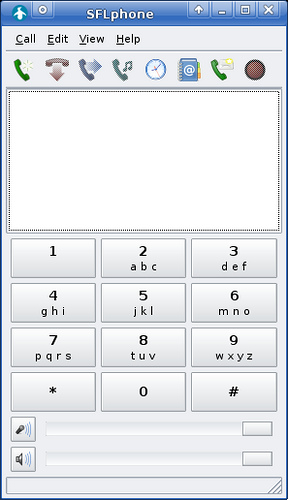 SFLphone
Call Edit View Help
@
1 2 3
abc def
4 5 6
ghi jkl mno
7 8 9
pqrs tuv wxyz
* 0 #